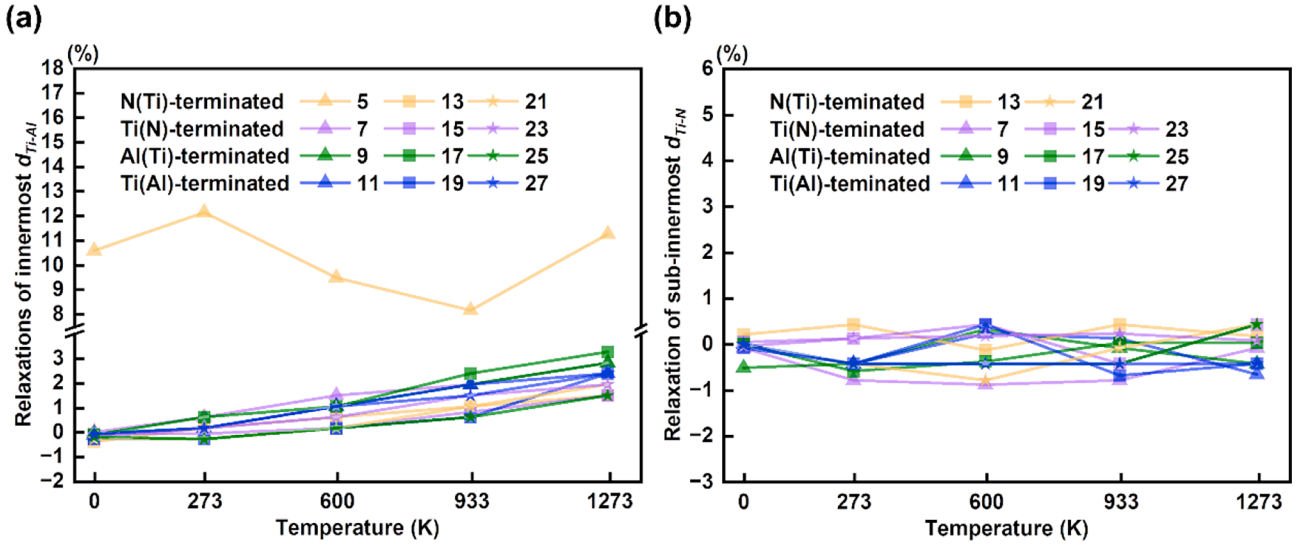 (a)
(%)
Relaxations of innermost d_Ti-Al
18
17
16
15
14
13
12
11
10
9
8
3
2
1
0
−1
−2
N(Ti)-terminated 5 13 21
Ti(N)-terminated 7 15 23
Al(Ti)-terminated 9 17 25
Ti(Al)-terminated 11 19 27
0 273 600 933 1273
Temperature (K)
(b)
(%)
Relaxation of sub-innermost d_Ti-N
6
5
4
3
2
1
0
−1
−2
−3
N(Ti)-teminated 13 21
Ti(N)-terminated 7 15 23
Al(Ti)-terminated 9 17 25
Ti(Al)-teminated 11 19 27
0 273 600 933 1273
Temperature (K)